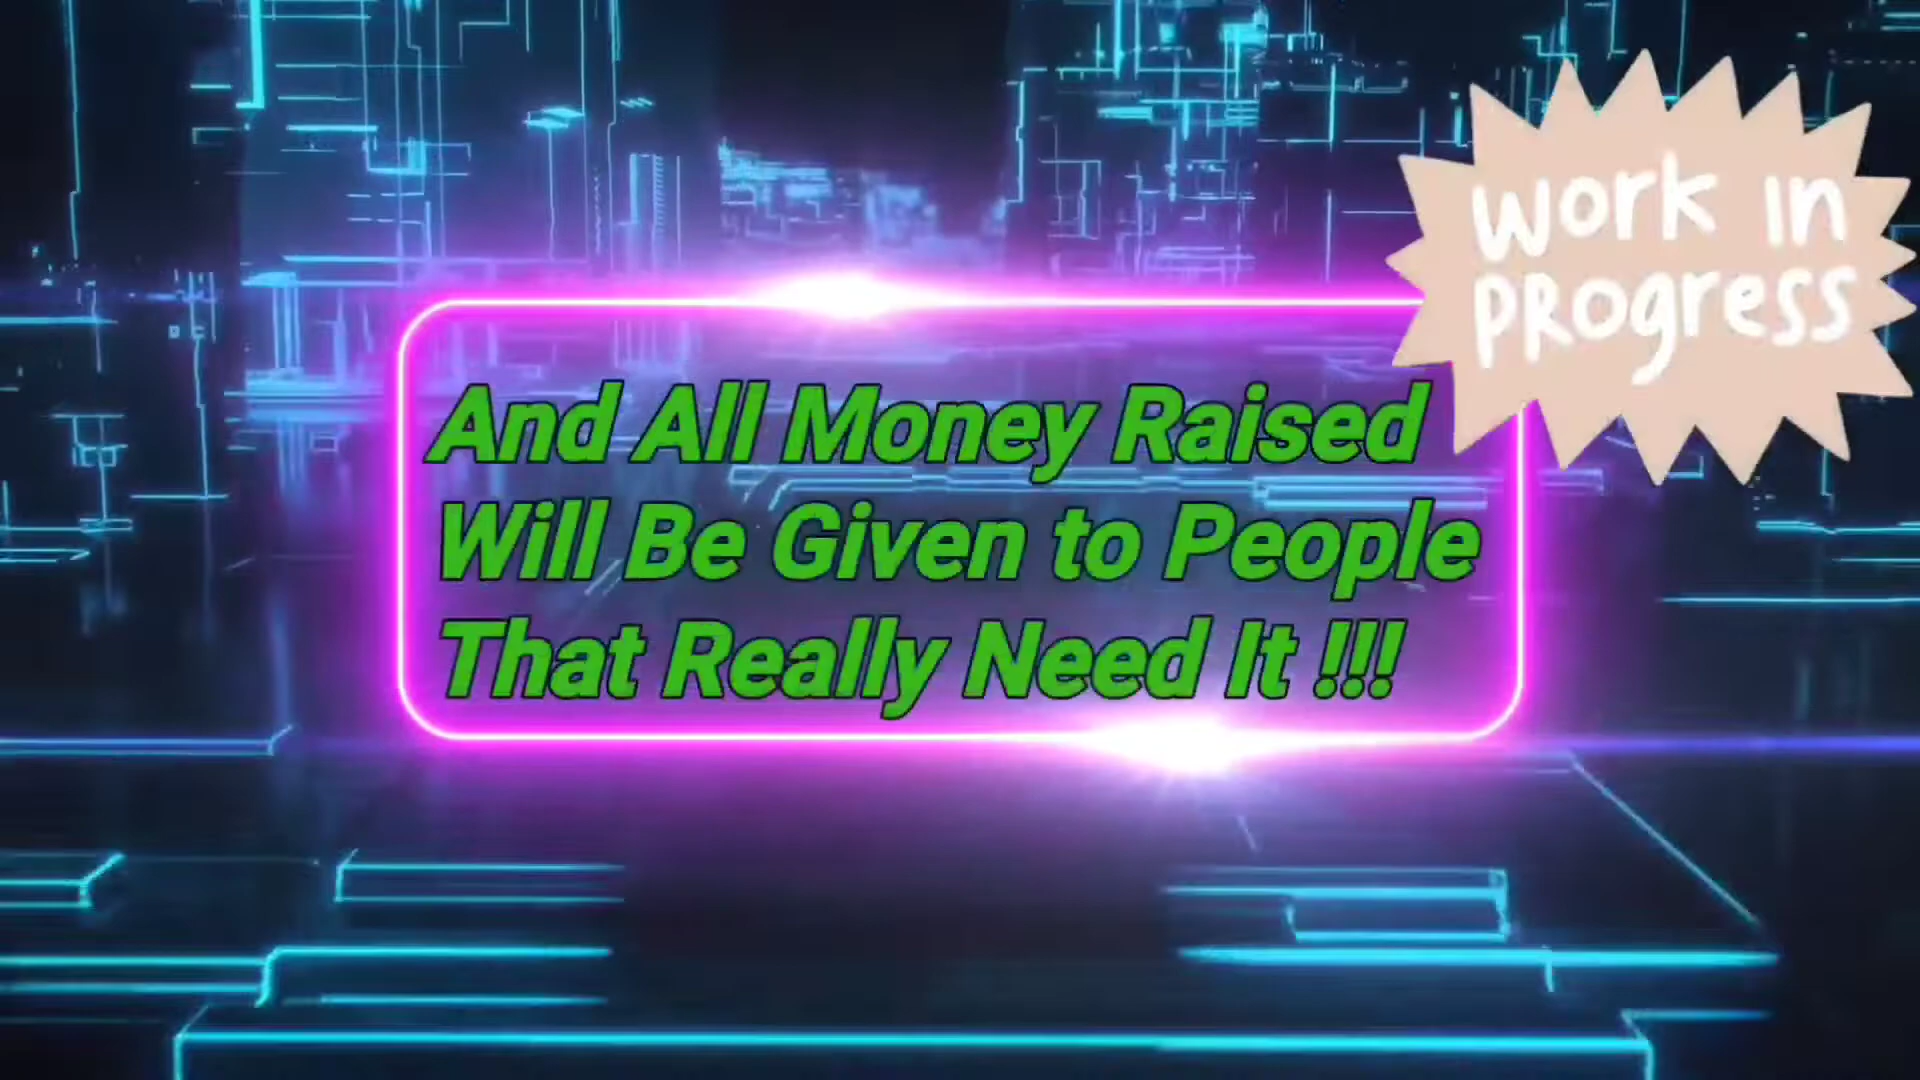 work in
PROgress
And All Money Raised
Will Be Given to People
That Really Need It !!!